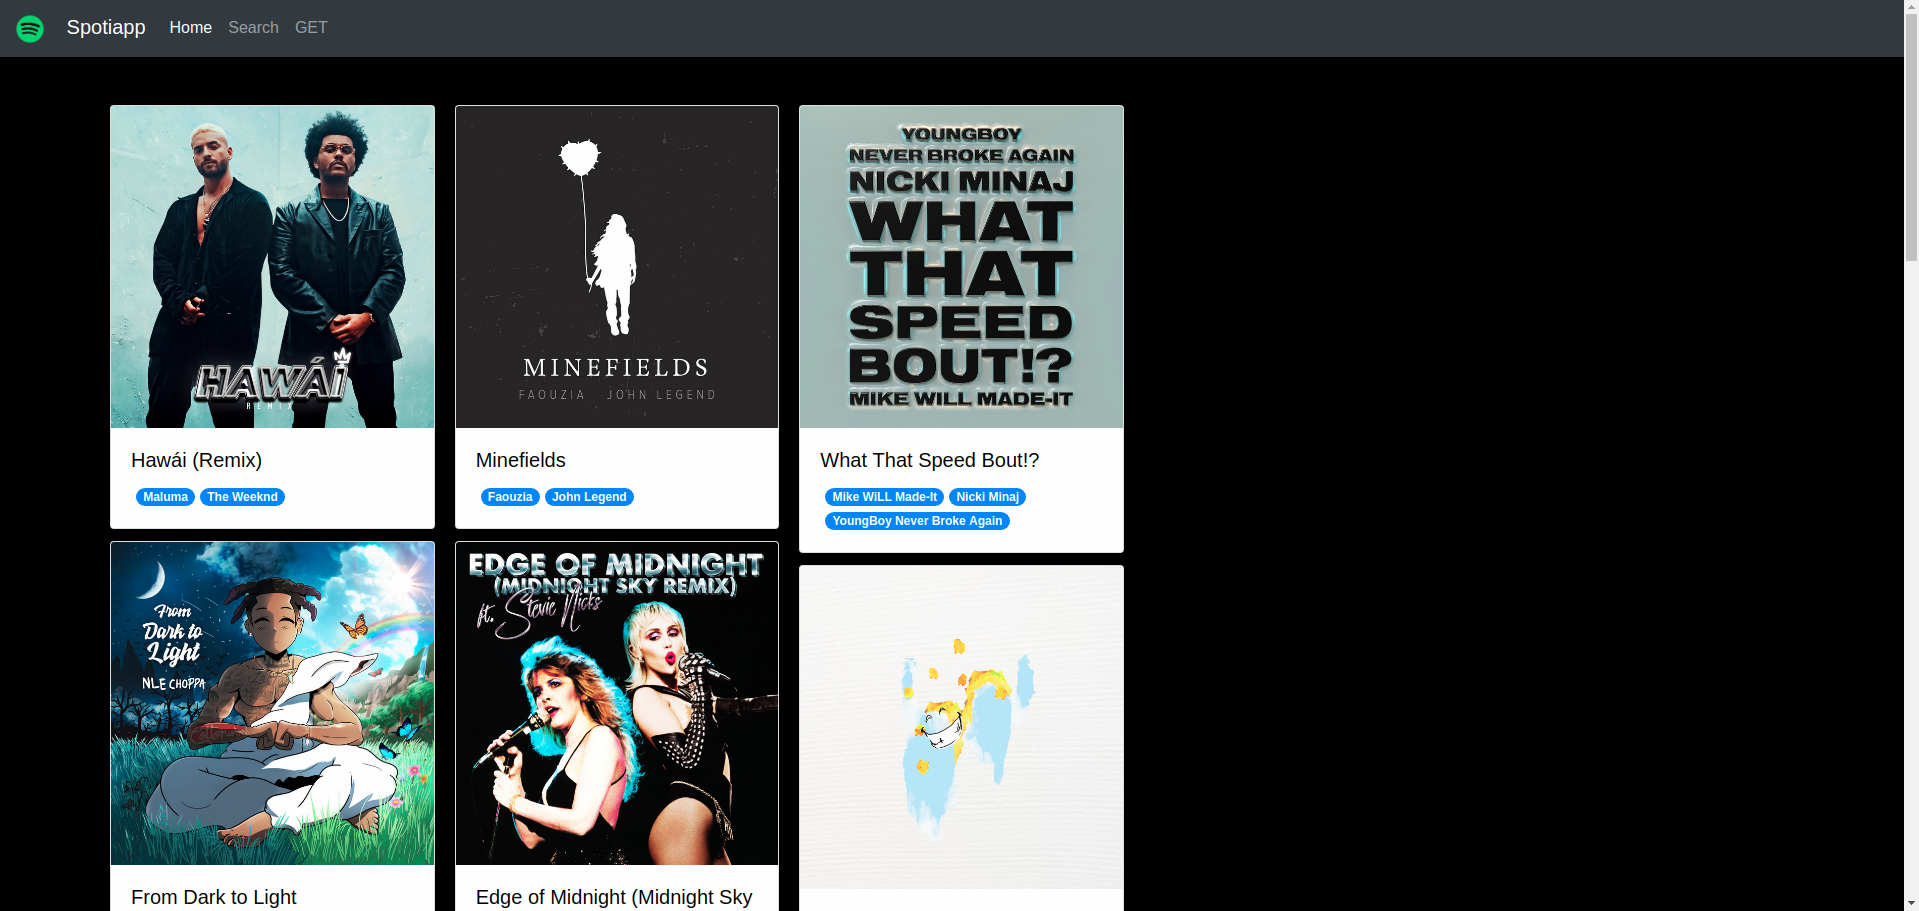 Spotiapp Home Search GET
HAWÁI
REMIX
Hawái (Remix)
Maluma The Weeknd
MINEFIELDS
FAOUZIA JOHN LEGEND
Minefields
Faouzia John Legend
YOUNGBOY
NEVER BROKE AGAIN
NICKI MINAJ
WHAT
THAT
SPEED
BOUT!?
MIKE WILL MADE-IT
What That Speed Bout!?
Mike WiLL Made-It Nicki Minaj
YoungBoy Never Broke Again
From
Dark to
Light
NLE CHOPPA
From Dark to Light
EDGE OF MIDNIGHT
(MIDNIGHT SKY REMIX)
ft. Stevie Nicks
Edge of Midnight (Midnight Sky